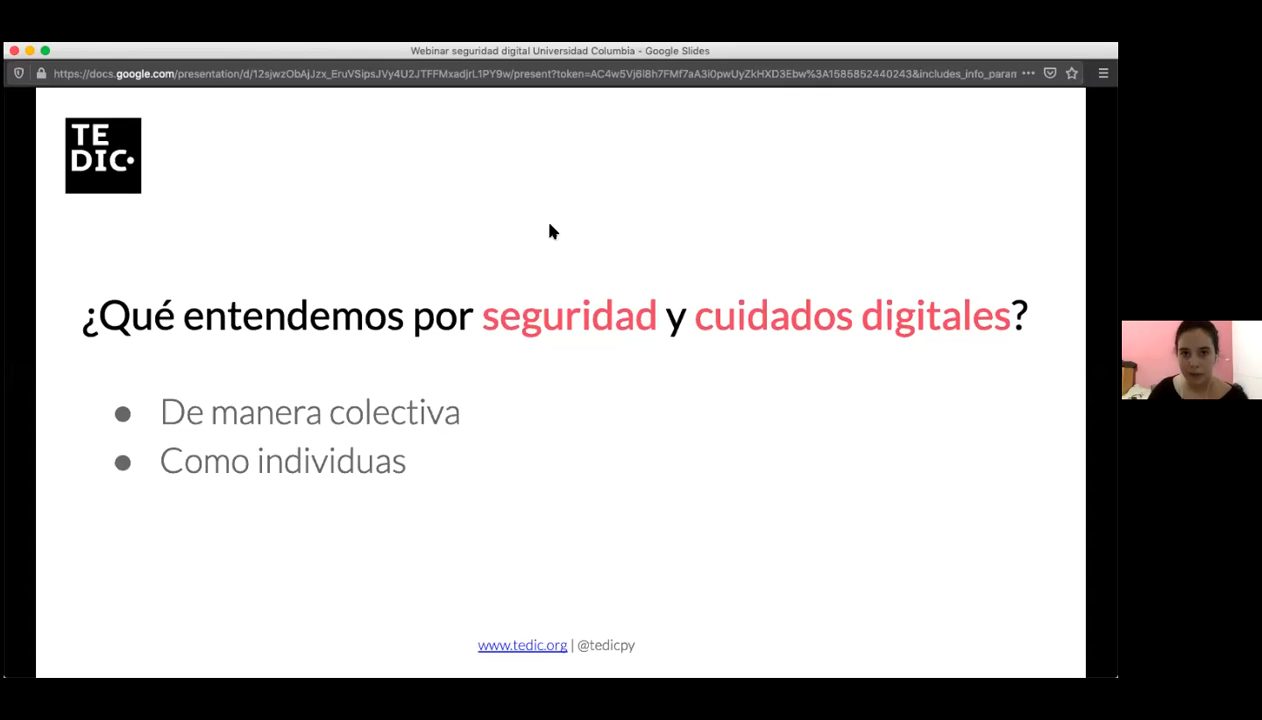 Webinar seguridad digital Universidad Columbia - Google Slides
TE
DIC
¿Qué entendemos por seguridad y cuidados digitales?
● De manera colectiva
● Como individuas
www.tedic.org | @tedicpy